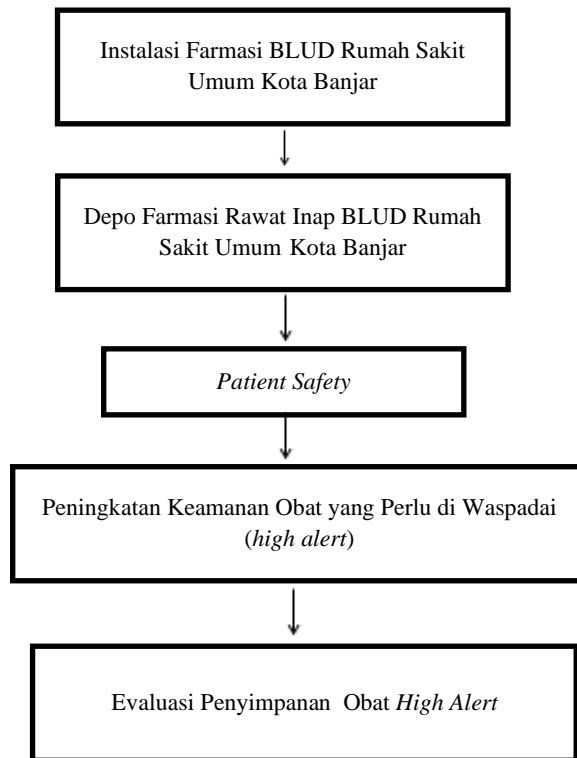 Instalasi Farmasi BLUD Rumah Sakit
Umum Kota Banjar
Depo Farmasi Rawat Inap BLUD Rumah
Sakit Umum Kota Banjar
Patient Safety
Peningkatan Keamanan Obat yang Perlu di Waspadai
(high alert)
Evaluasi Penyimpanan Obat High Alert